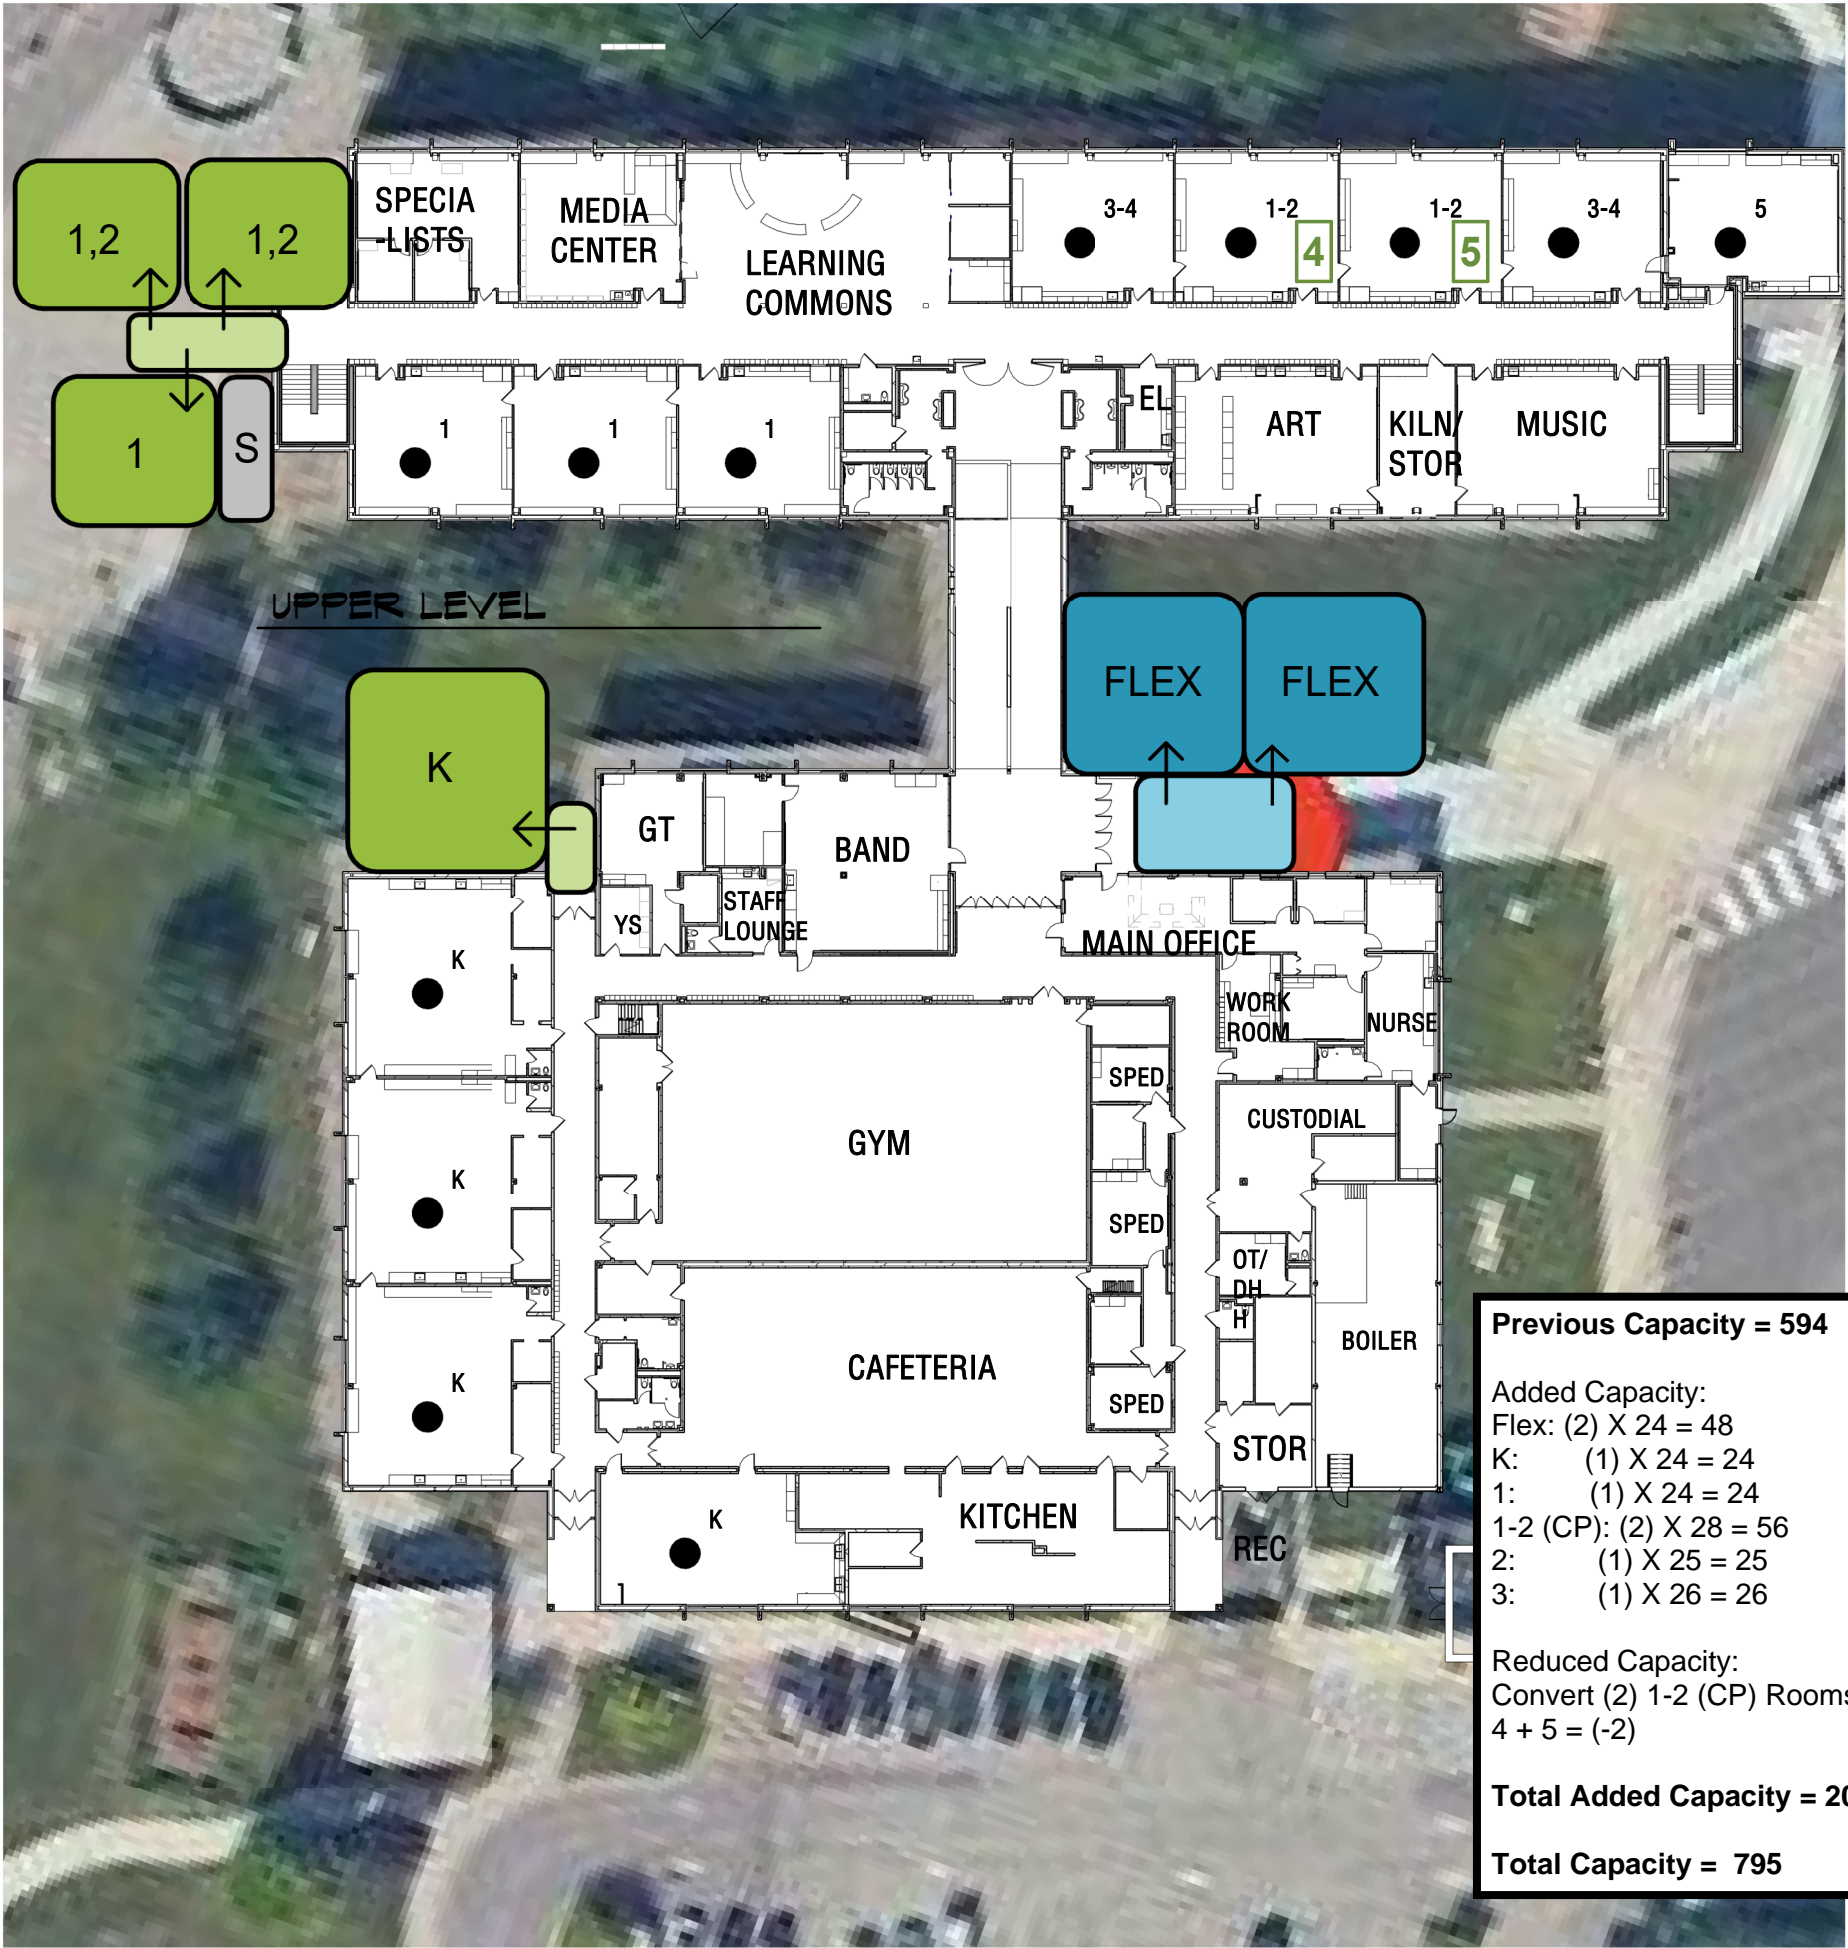 SPECIA
-LISTS
MEDIA
CENTER
LEARNING
COMMONS
3-4
1-2
4
1-2
5
3-4
5
1,2
1,2
1
S
1
1
1
EL
ART
KILN/
STOR
MUSIC
UPPER LEVEL
FLEX
FLEX
K
GT
BAND
YS
STAFF
LOUNGE
MAIN OFFICE
K
WORK
ROOM
NURSE
SPED
CUSTODIAL
GYM
K
SPED
OT/
DH
H
BOILER
CAFETERIA
K
SPED
STOR
K
KITCHEN
REC
1
Previous Capacity = 594
Added Capacity:
Flex: (2) X 24 = 48
K: (1) X 24 = 24
1: (1) X 24 = 24
1-2 (CP): (2) X 28 = 56
2: (1) X 25 = 25
3: (1) X 26 = 26
Reduced Capacity:
Convert (2) 1-2 (CP) Rooms
4 + 5 = (-2)
Total Added Capacity = 20
Total Capacity = 795